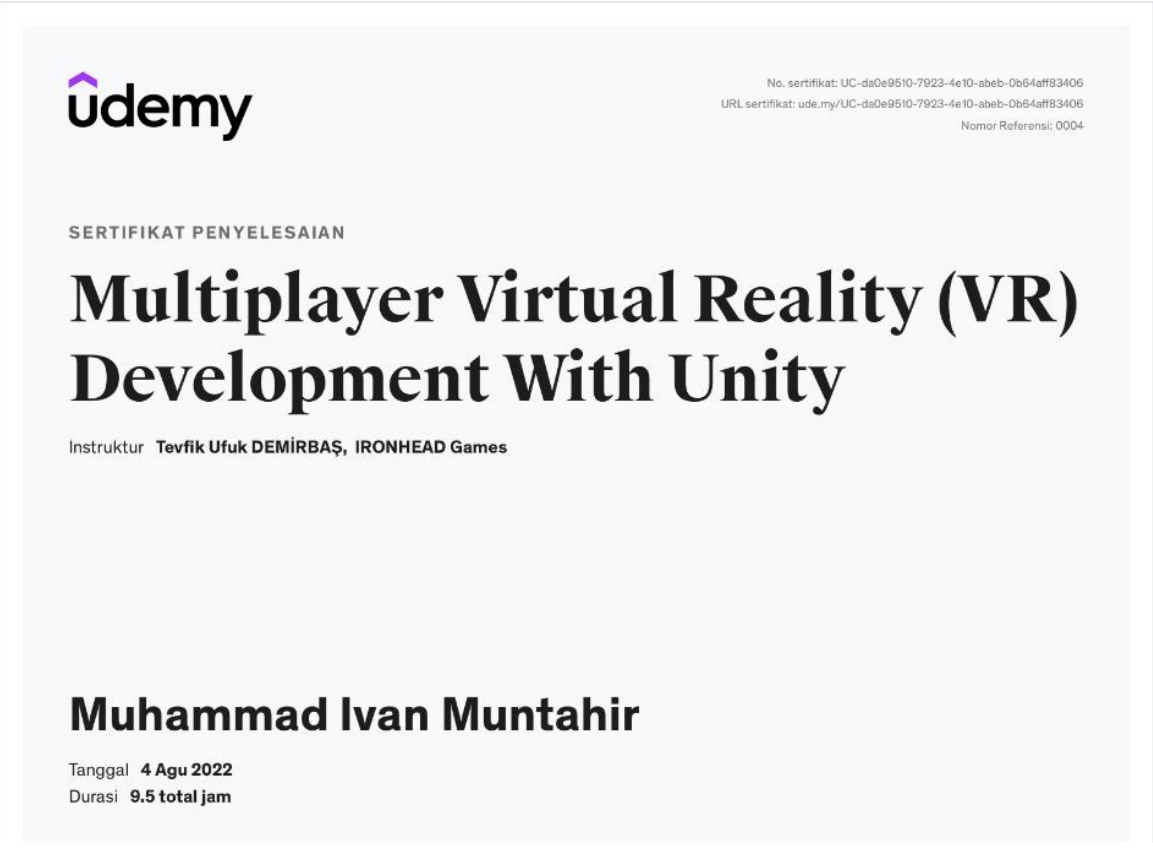 udemy
No. sertifikat: UC-da0e9510-7923-4e10-abeb-0b64aff83406
URL sertifikat: ude.my/UC-da0e9510-7923-4e10-abeb-0b64aff83406
Nomor Referensi: 0004
SERTIFIKAT PENYELESAIAN
Multiplayer Virtual Reality (VR)
Development With Unity
Instruktur Tevfik Ufuk DEMİRBAŞ, IRONHEAD Games
Muhammad Ivan Muntahir
Tanggal 4 Agu 2022
Durasi 9.5 total jam